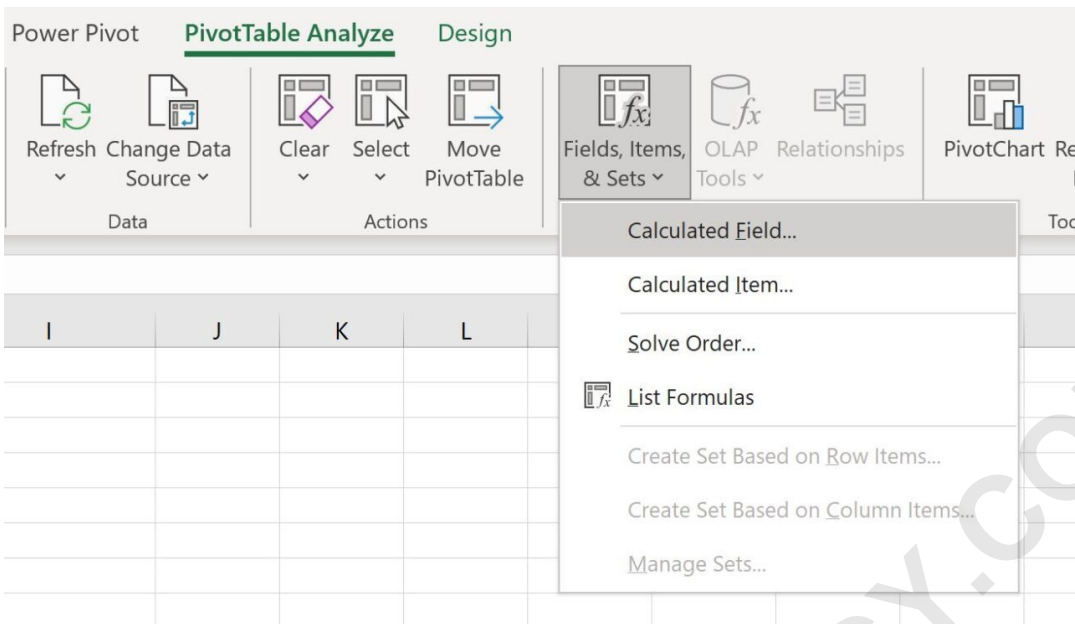 Power Pivot PivotTable Analyze Design
Refresh Change Data Source Clear Select Move PivotTable Fields, Items, & Sets OLAP Tools Relationships PivotChart
Data Actions
Calculated Field...
Calculated Item...
I J K L
Solve Order...
List Formulas
Create Set Based on Row Items...
Create Set Based on Column Items...
Manage Sets...